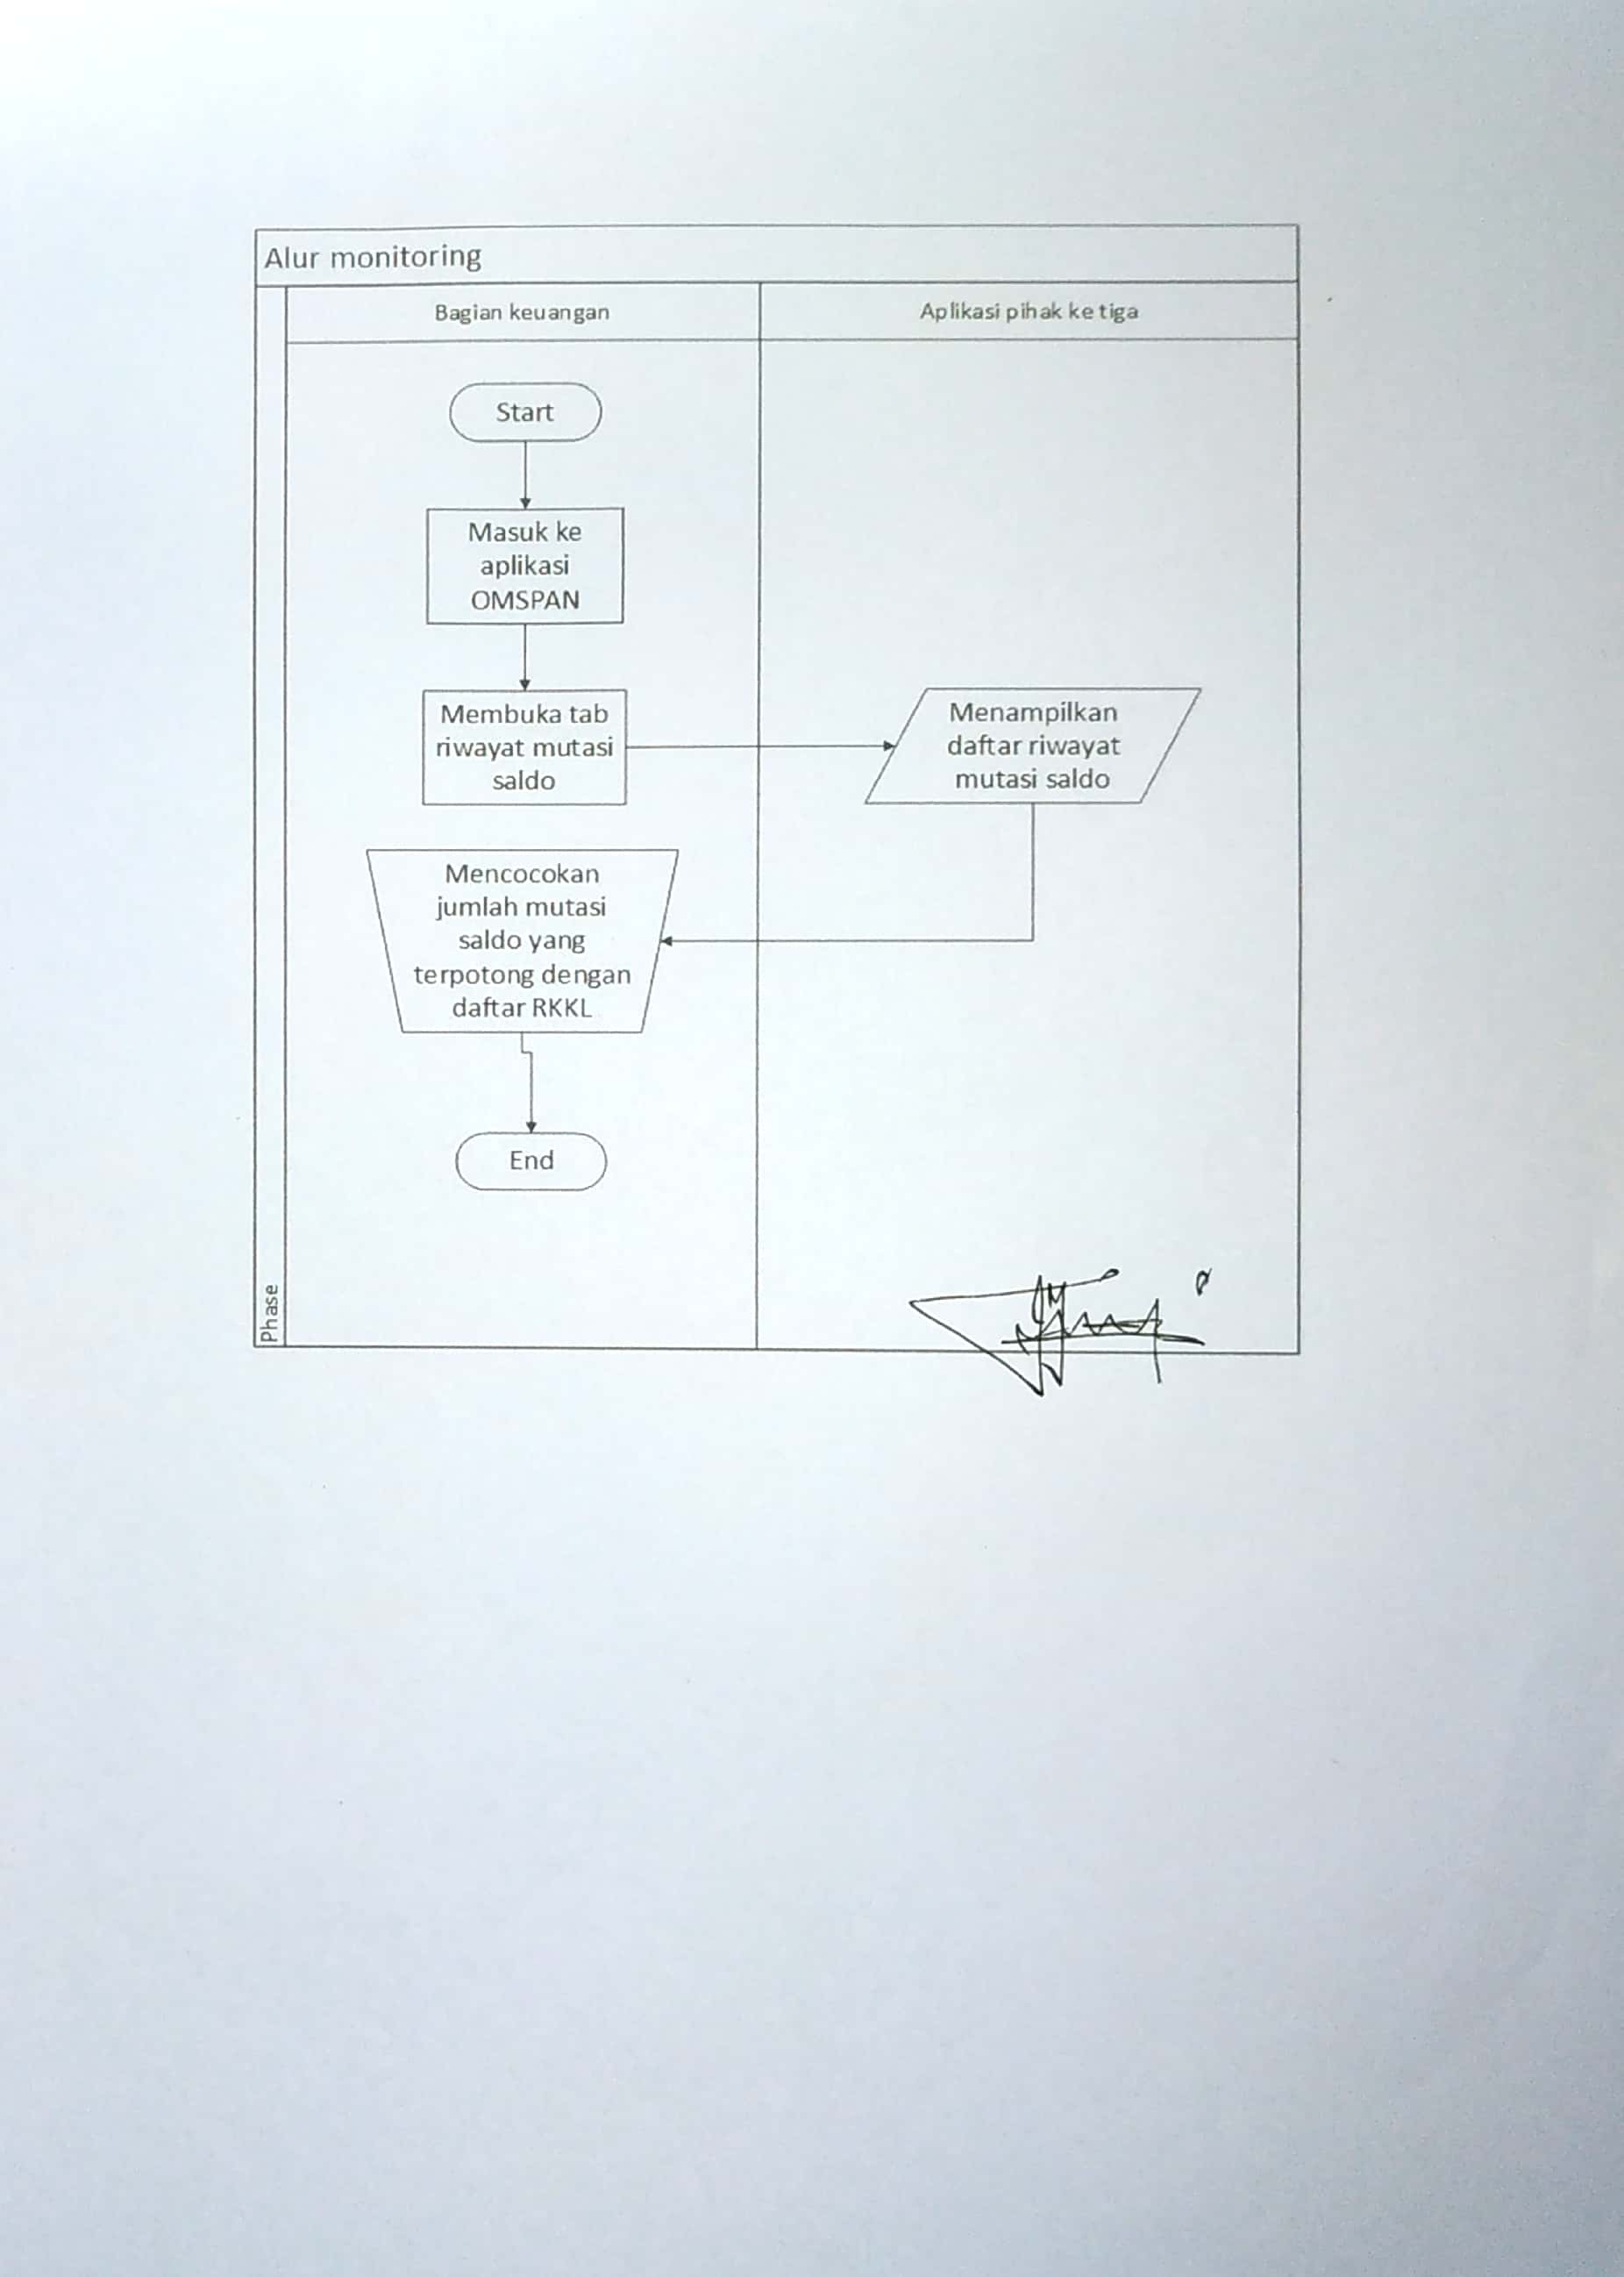 Alur monitoring
Bagian keuangan
Aplikasi pihak ke tiga
Start
Masuk ke
aplikasi
OMSPAN
Membuka tab
riwayat mutasi
saldo
Menampilkan
daftar riwayat
mutasi saldo
Mencocokan
jumlah mutasi
saldo yang
terpotong dengan
daftar RKKL
End
Phase